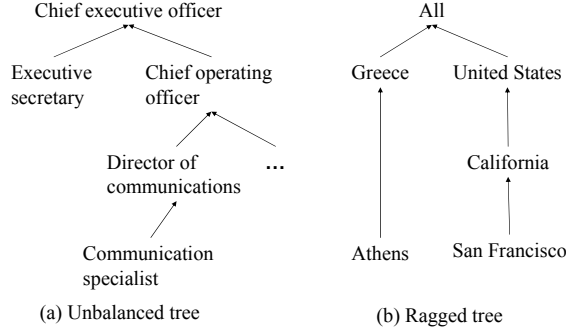 Chief executive officer
Executive
secretary
Chief operating
officer
Director of
communications
...
Communication
specialist
(a) Unbalanced tree
All
Greece
United States
California
Athens
San Francisco
(b) Ragged tree